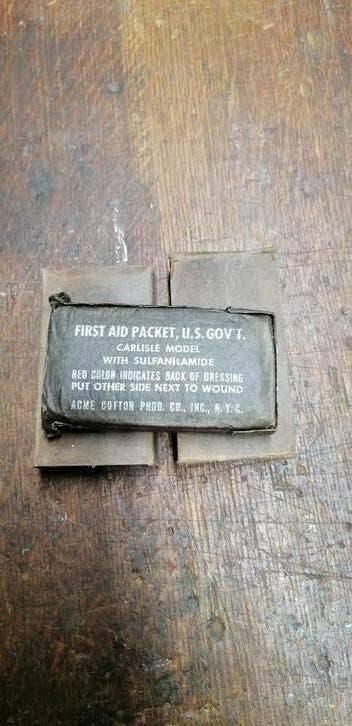 FIRST AID PACKET, U.S. GOV'T.
CARLISLE MODEL
WITH SULFANILAMIDE
RED COLOR INDICATES BACK OF DRESSING
PUT OTHER SIDE NEXT TO WOUND
ACME COTTON PROD. CO., INC., N.Y.C.